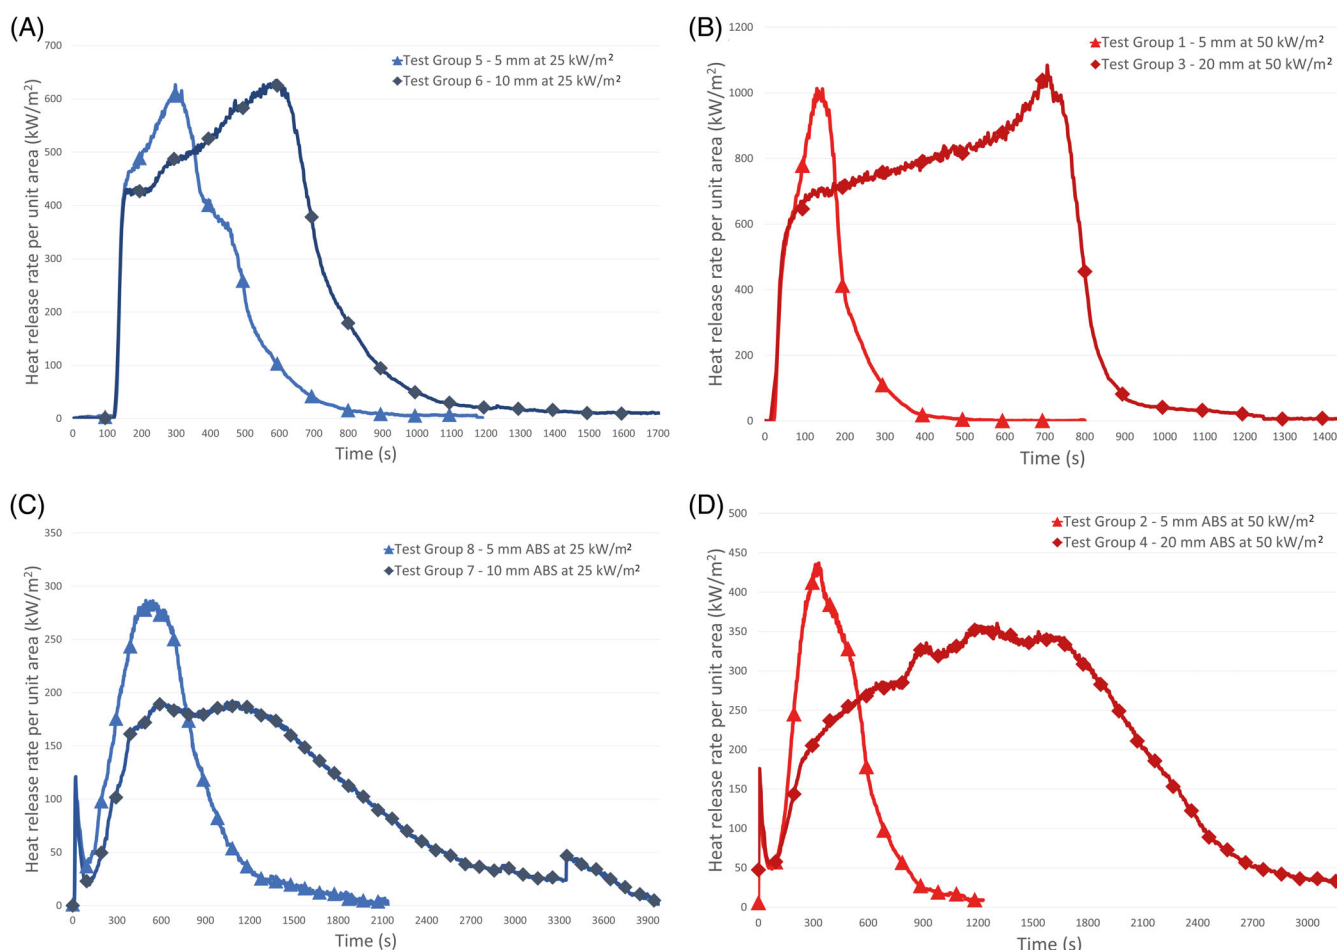 (A)
Test Group 5 - 5 mm at 25 kW/m²
Test Group 6 - 10 mm at 25 kW/m²
Heat release rate per unit area (kW/m²)
700
600
500
400
300
200
100
0
0 100 200 300 400 500 600 700 800 900 1000 1100 1200 1300 1400 1500 1600 1700
Time (s)
(B)
Test Group 1 - 5 mm at 50 kW/m²
Test Group 3 - 20 mm at 50 kW/m²
Heat release rate per unit area (kW/m²)
1200
1000
800
600
400
200
0
0 100 200 300 400 500 600 700 800 900 1000 1100 1200 1300 1400
Time (s)
(C)
Test Group 8 - 5 mm ABS at 25 kW/m²
Test Group 7 - 10 mm ABS at 25 kW/m²
Heat release rate per unit area (kW/m²)
350
300
250
200
150
100
50
0
0 300 600 900 1200 1500 1800 2100 2400 2700 3000 3300 3600 3900
Time (s)
(D)
Test Group 2 - 5 mm ABS at 50 kW/m²
Test Group 4 - 20 mm ABS at 50 kW/m²
Heat release rate per unit area (kW/m²)
500
450
400
350
300
250
200
150
100
50
0
0 300 600 900 1200 1500 1800 2100 2400 2700 3000
Time (s)